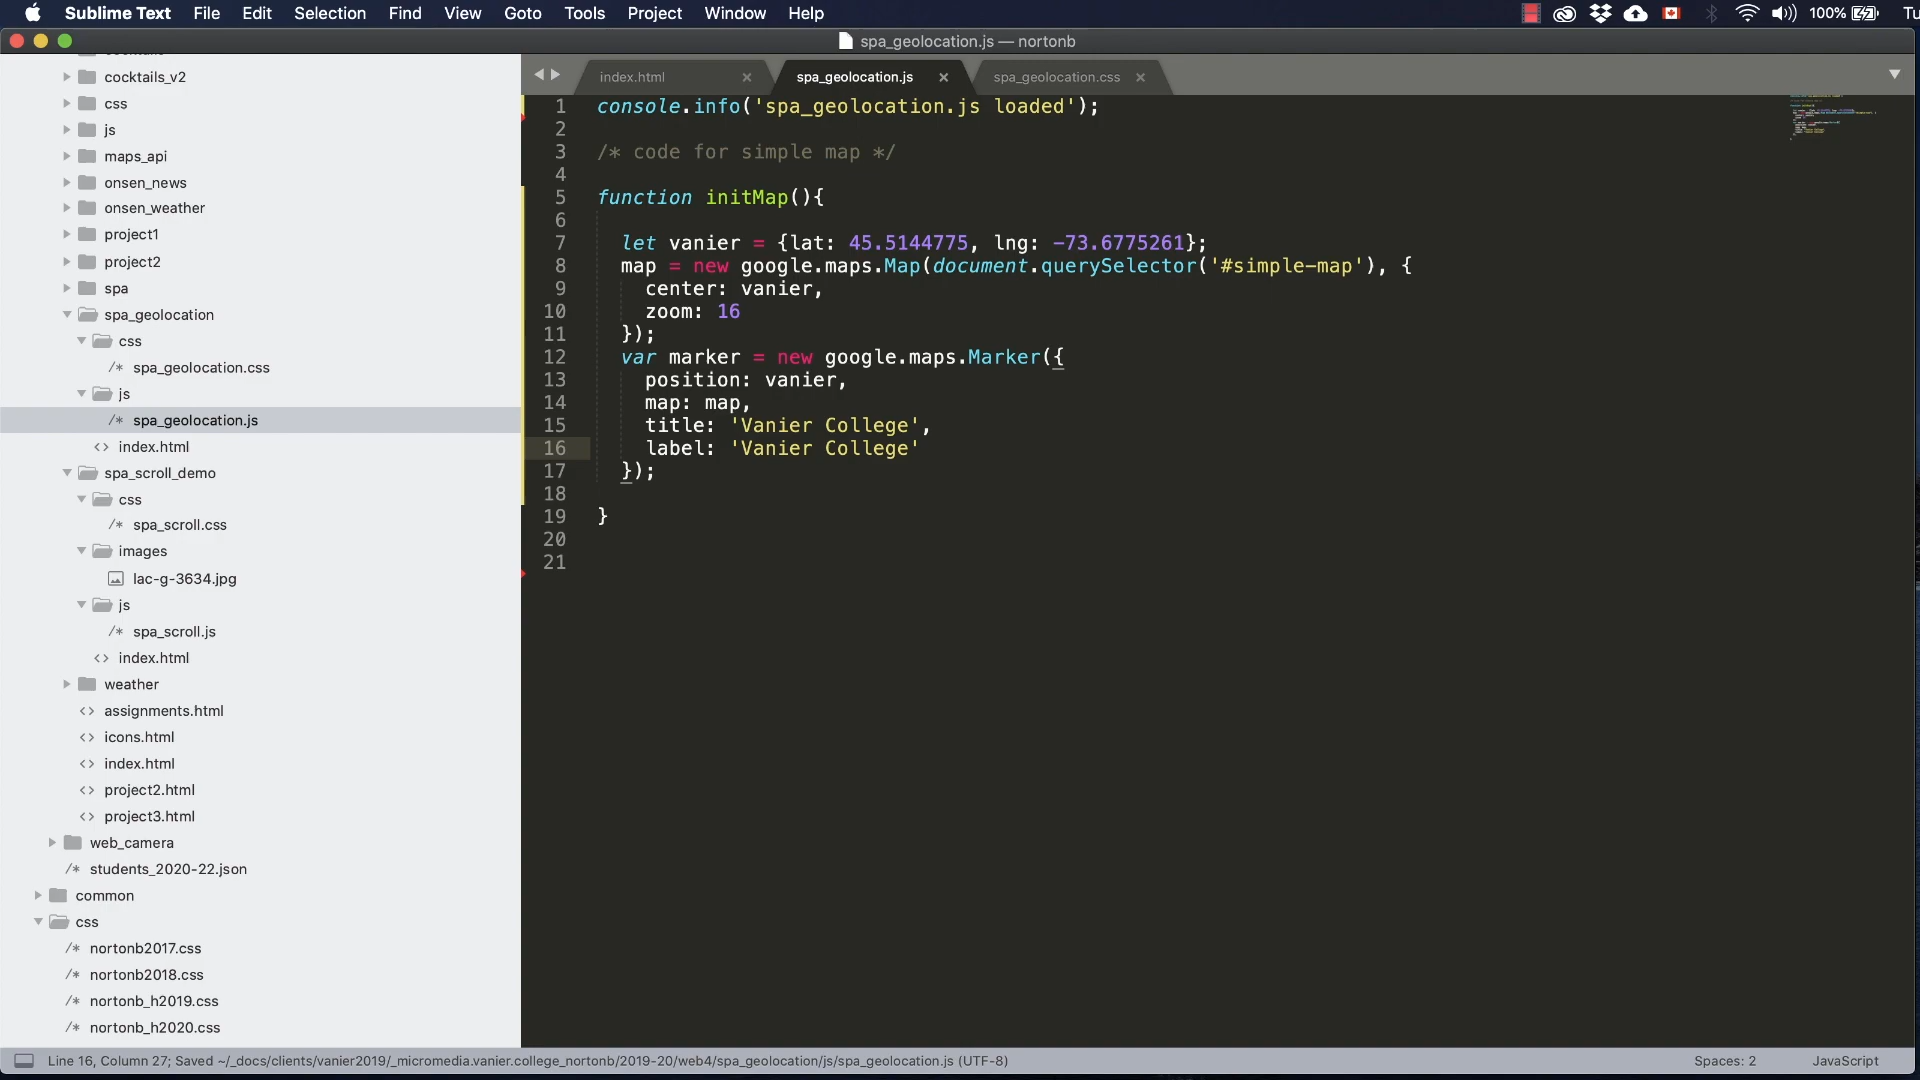 Sublime Text File Edit Selection Find View Goto Tools Project Window Help 100%
spa_geolocation.js — nortonb
cocktails_v2
css
js
maps_api
onsen_news
onsen_weather
project1
project2
spa
spa_geolocation
css
/* spa_geolocation.css
js
/* spa_geolocation.js
<> index.html
spa_scroll_demo
css
/* spa_scroll.css
images
lac-g-3634.jpg
js
/* spa_scroll.js
<> index.html
weather
<> assignments.html
<> icons.html
<> index.html
<> project2.html
<> project3.html
web_camera
/* students_2020-22.json
common
css
/* nortonb2017.css
/* nortonb2018.css
/* nortonb_h2019.css
/* nortonb_h2020.css
index.html × spa_geolocation.js × spa_geolocation.css ×
1 console.info('spa_geolocation.js loaded');
2
3 /* code for simple map */
4
5 function initMap(){
6
7 let vanier = {lat: 45.5144775, lng: -73.6775261};
8 map = new google.maps.Map(document.querySelector('#simple-map'), {
9 center: vanier,
10 zoom: 16
11 });
12 var marker = new google.maps.Marker({
13 position: vanier,
14 map: map,
15 title: 'Vanier College',
16 label: 'Vanier College'
17 });
18
19 }
20
21
Line 16, Column 27; Saved ~/_docs/clients/vanier2019/_micromedia.vanier.college_nortonb/2019-20/web4/spa_geolocation/js/spa_geolocation.js (UTF-8) Spaces: 2 JavaScript